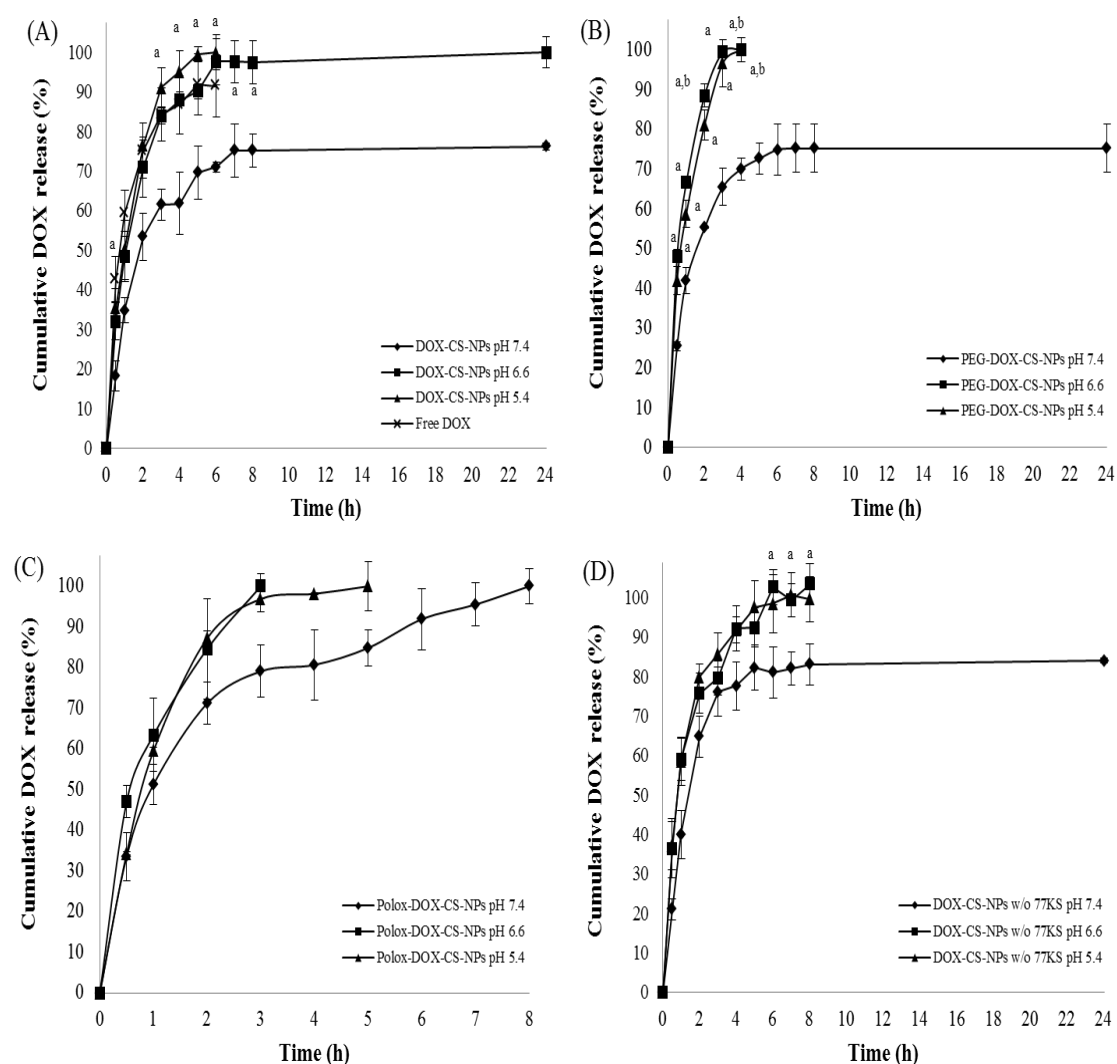 (A)
Cumulative DOX release (%)
100
90
80
70
60
50
40
30
20
10
0
a
a
a
a
a
a
a
DOX-CS-NPs pH 7.4
DOX-CS-NPs pH 6.6
DOX-CS-NPs pH 5.4
Free DOX
0 2 4 6 8 10 12 14 16 18 20 22 24
Time (h)
(B)
Cumulative DOX release (%)
100
90
80
70
60
50
40
30
20
10
0
a,b
a
a,b
a,b
a
a
a
a
a
a
PEG-DOX-CS-NPs pH 7.4
PEG-DOX-CS-NPs pH 6.6
PEG-DOX-CS-NPs pH 5.4
0 2 4 6 8 10 12 14 16 18 20 22 24
Time (h)
(C)
Cumulative DOX release (%)
100
90
80
70
60
50
40
30
20
10
0
Polox-DOX-CS-NPs pH 7.4
Polox-DOX-CS-NPs pH 6.6
Polox-DOX-CS-NPs pH 5.4
0 1 2 3 4 5 6 7 8
Time (h)
(D)
Cumulative DOX release (%)
100
90
80
70
60
50
40
30
20
10
0
a a a
DOX-CS-NPs w/o 77KS pH 7.4
DOX-CS-NPs w/o 77KS pH 6.6
DOX-CS-NPs w/o 77KS pH 5.4
0 2 4 6 8 10 12 14 16 18 20 22 24
Time (h)